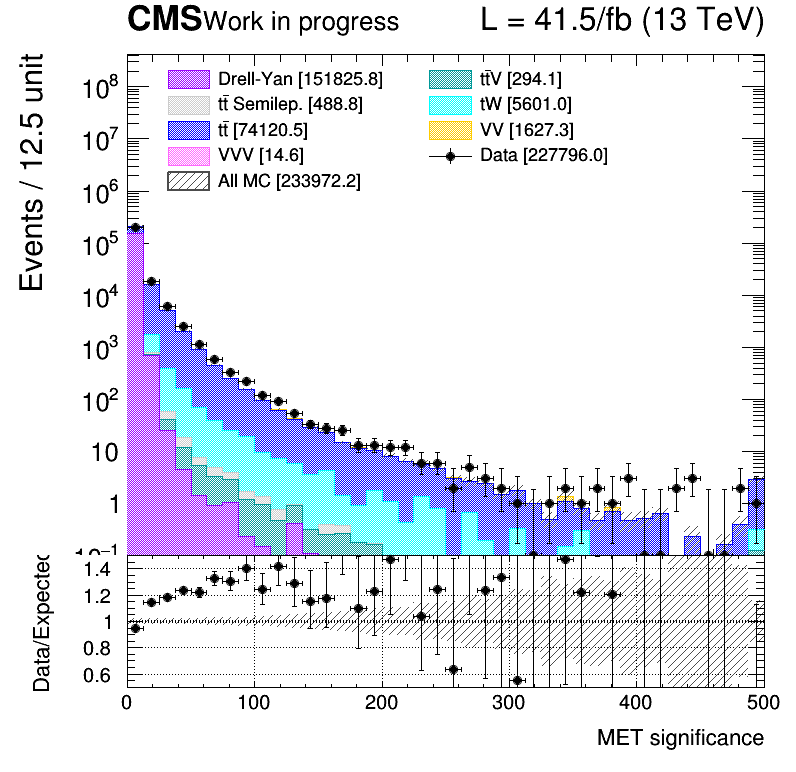 CMS Work in progress L = 41.5/fb (13 TeV)
Events / 12.5 unit
Drell-Yan [151825.8] tt̄V [294.1]
tt̄ Semilep. [488.8] tW [5601.0]
tt̄ [74120.5] VV [1627.3]
VVV [14.6] Data [227796.0]
All MC [233972.2]
10⁸
10⁷
10⁶
10⁵
10⁴
10³
10²
10
1
10⁻¹
Data/Expected
1.4
1.2
1
0.8
0.6
0 100 200 300 400 500
MET significance